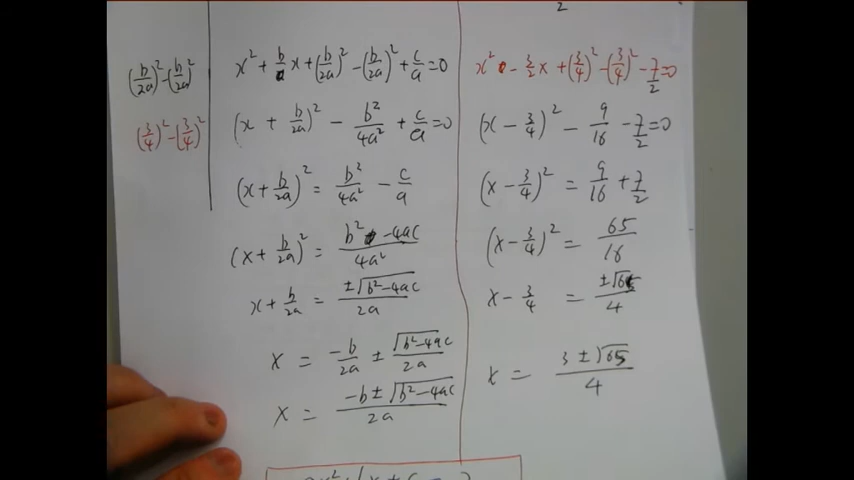 2
(b/2a)² - (b/2a)²
(3/4)² - (3/4)²
x² + b/a x + (b/2a)² - (b/2a)² + c/a = 0
(x + b/2a)² - b²/4a² + c/a = 0
(x + b/2a)² = b²/4a² - c/a
(x + b/2a)² = b² - 4ac/4a²
x + b/2a = ±√b² - 4ac/2a
x = -b/2a ± √b² - 4ac/2a
x = -b ± √b² - 4ac/2a
x² - 3/2 x + (3/4)² - (3/4)² - 7/2 = 0
(x - 3/4)² - 9/16 - 7/2 = 0
(x - 3/4)² = 9/16 + 7/2
(x - 3/4)² = 65/16
x - 3/4 = ±√65/4
x = 3 ± √65/4